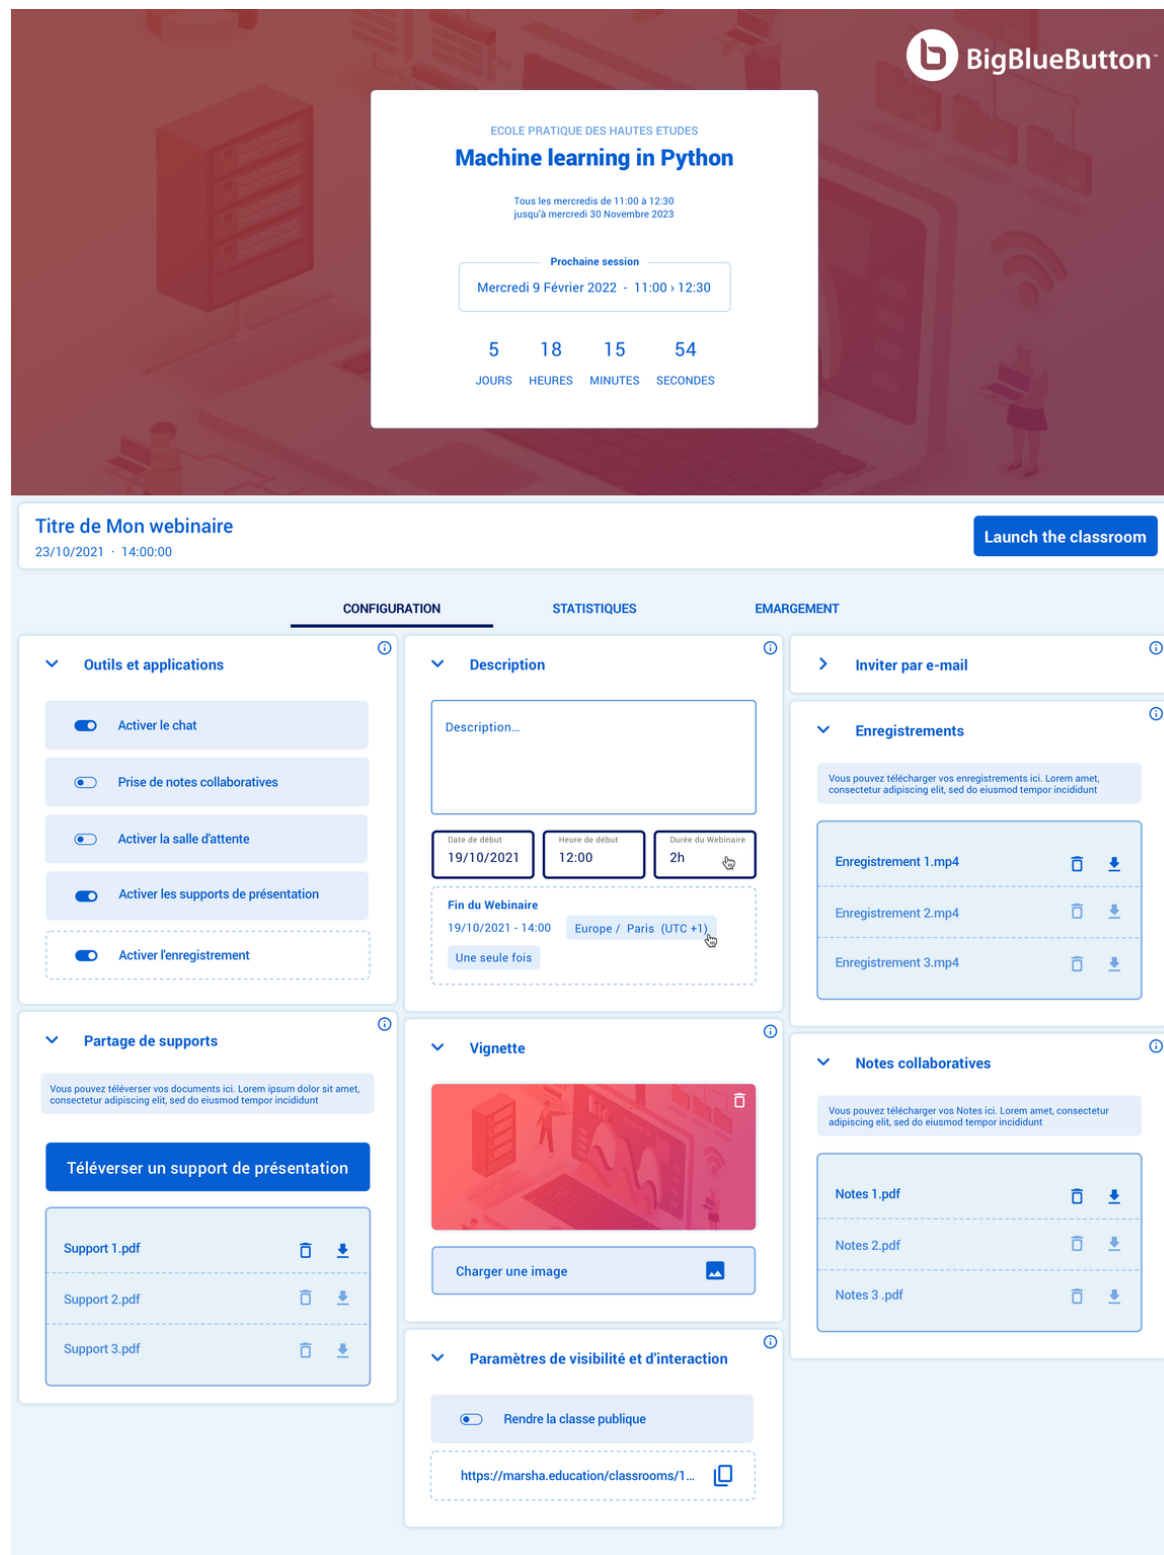 BigBlueButton
ECOLE PRATIQUE DES HAUTES ETUDES
Machine learning in Python
Tous les mercredis de 11:00 à 12:30
jusqu'à mercredi 30 Novembre 2023
Prochaine session
Mercredi 9 Février 2022 - 11:00 › 12:30
5 18 15 54
JOURS HEURES MINUTES SECONDES
Titre de Mon webinaire
23/10/2021 · 14:00:00
Launch the classroom
CONFIGURATION STATISTIQUES EMARGEMENT
Outils et applications
Activer le chat
Prise de notes collaboratives
Activer la salle d'attente
Activer les supports de présentation
Activer l'enregistrement
Partage de supports
Vous pouvez téléverser vos documents ici. Lorem ipsum dolor sit amet,
consectetur adipiscing elit, sed do eiusmod tempor incididunt
Téléverser un support de présentation
Support 1.pdf
Support 2.pdf
Support 3.pdf
Description
Description...
Date de début
19/10/2021
Heure de début
12:00
Durée du Webinaire
2h
Fin du Webinaire
19/10/2021 - 14:00 Europe / Paris (UTC +1)
Une seule fois
Vignette
Charger une image
Paramètres de visibilité et d'interaction
Rendre la classe publique
https://marsha.education/classrooms/1...
Inviter par e-mail
Enregistrements
Vous pouvez télécharger vos enregistrements ici. Lorem amet,
consectetur adipiscing elit, sed do eiusmod tempor incididunt
Enregistrement 1.mp4
Enregistrement 2.mp4
Enregistrement 3.mp4
Notes collaboratives
Vous pouvez télécharger vos Notes ici. Lorem amet, consectetur
adipiscing elit, sed do eiusmod tempor incididunt
Notes 1.pdf
Notes 2.pdf
Notes 3 .pdf